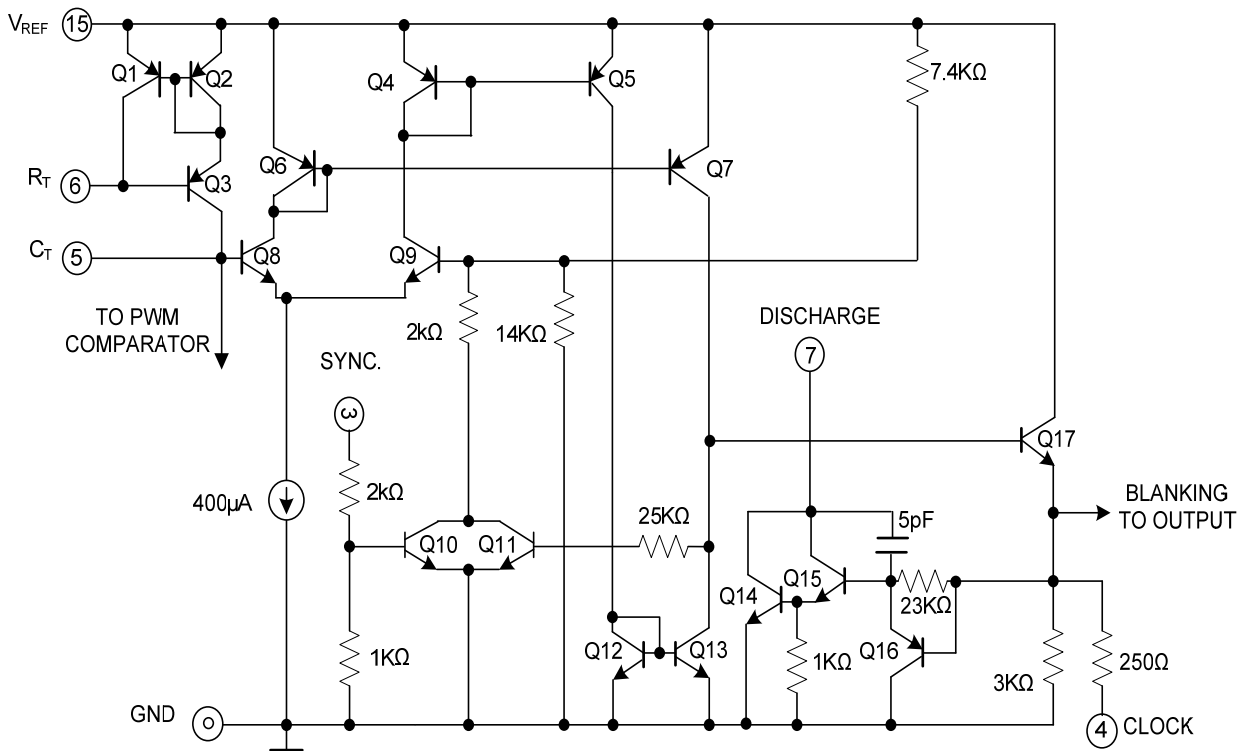 VREF 15
Q1
Q2
Q4
Q5
7.4KΩ
Q6
Q7
RT 6
Q3
CT 5
Q8
Q9
TO PWM
COMPARATOR
2kΩ
14KΩ
DISCHARGE
7
SYNC.
3
Q17
400µA
2kΩ
BLANKING
TO OUTPUT
25KΩ
5pF
Q10
Q11
Q14
Q15
23KΩ
Q12
Q13
Q16
1KΩ
1KΩ
3KΩ
250Ω
GND 0
4 CLOCK